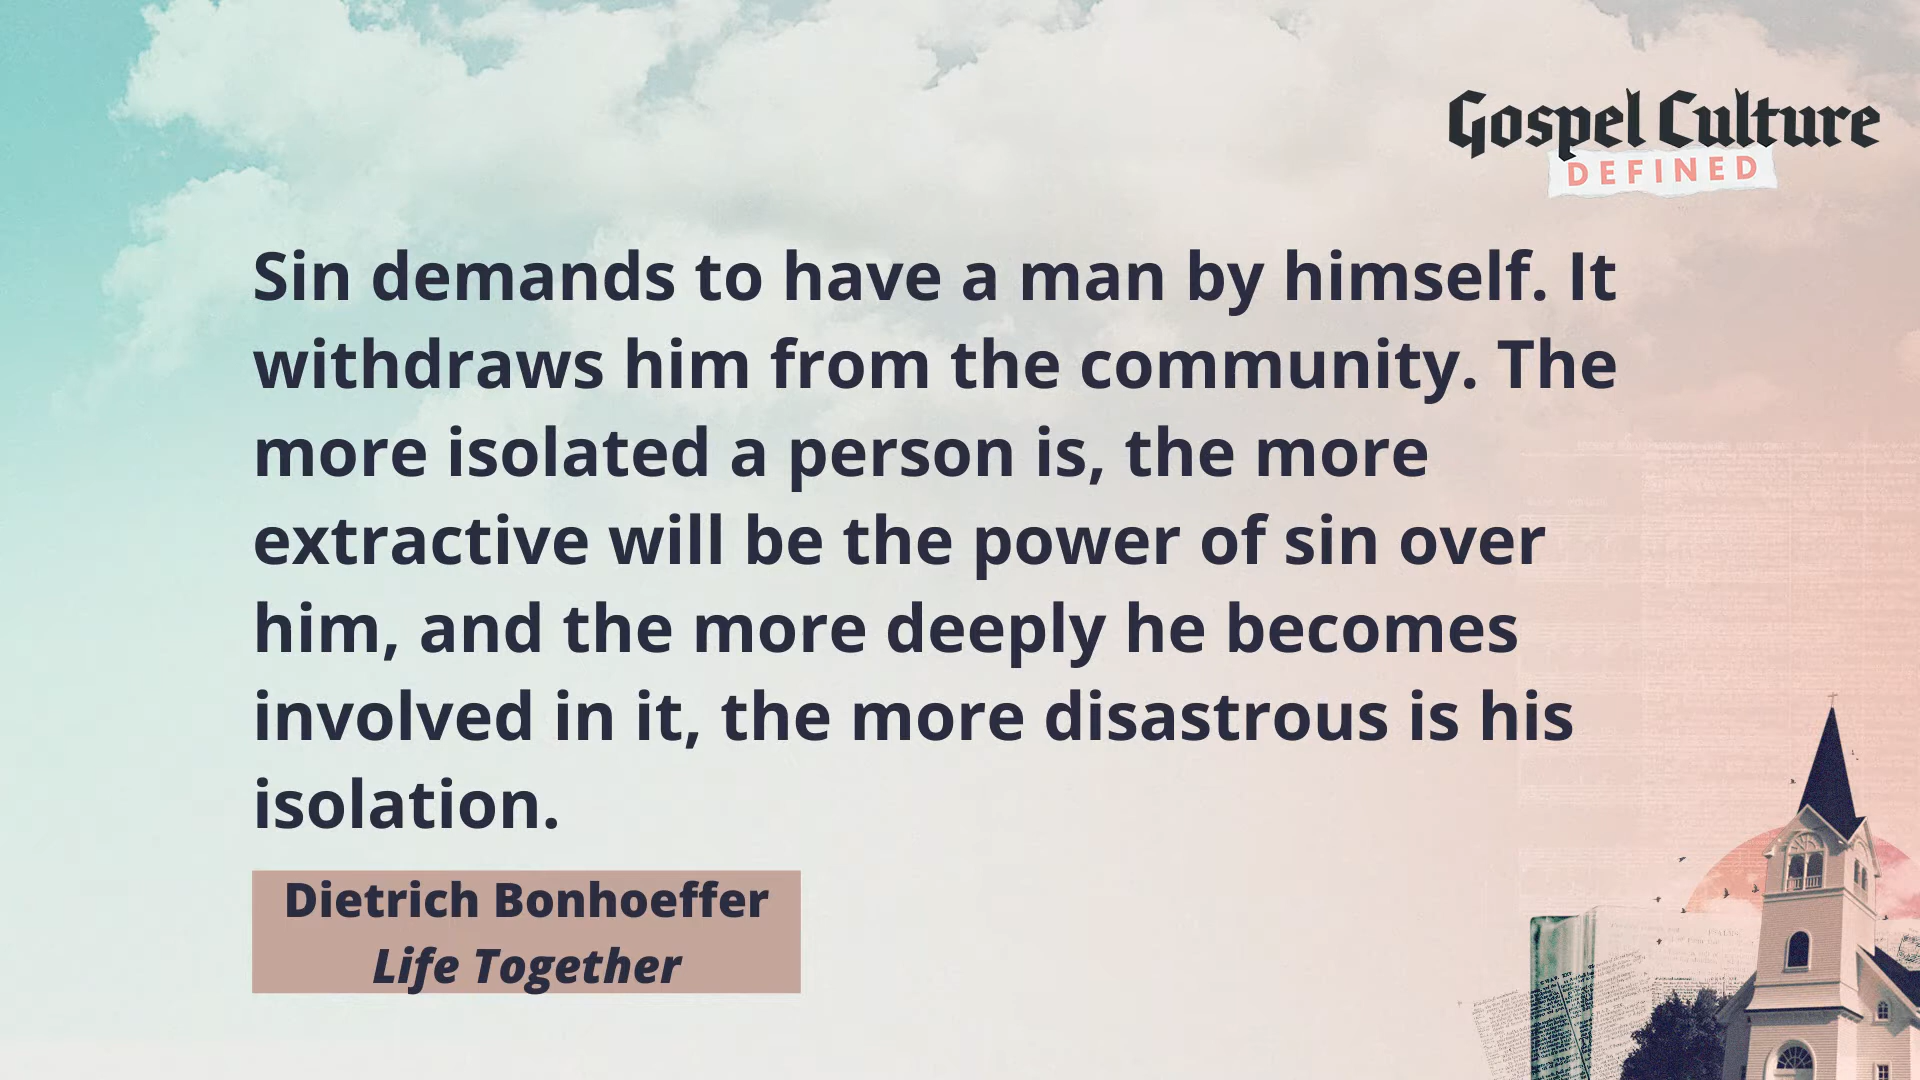 Gospel Culture
DEFINED
Sin demands to have a man by himself. It
withdraws him from the community. The
more isolated a person is, the more
extractive will be the power of sin over
him, and the more deeply he becomes
involved in it, the more disastrous is his
isolation.
Dietrich Bonhoeffer
Life Together